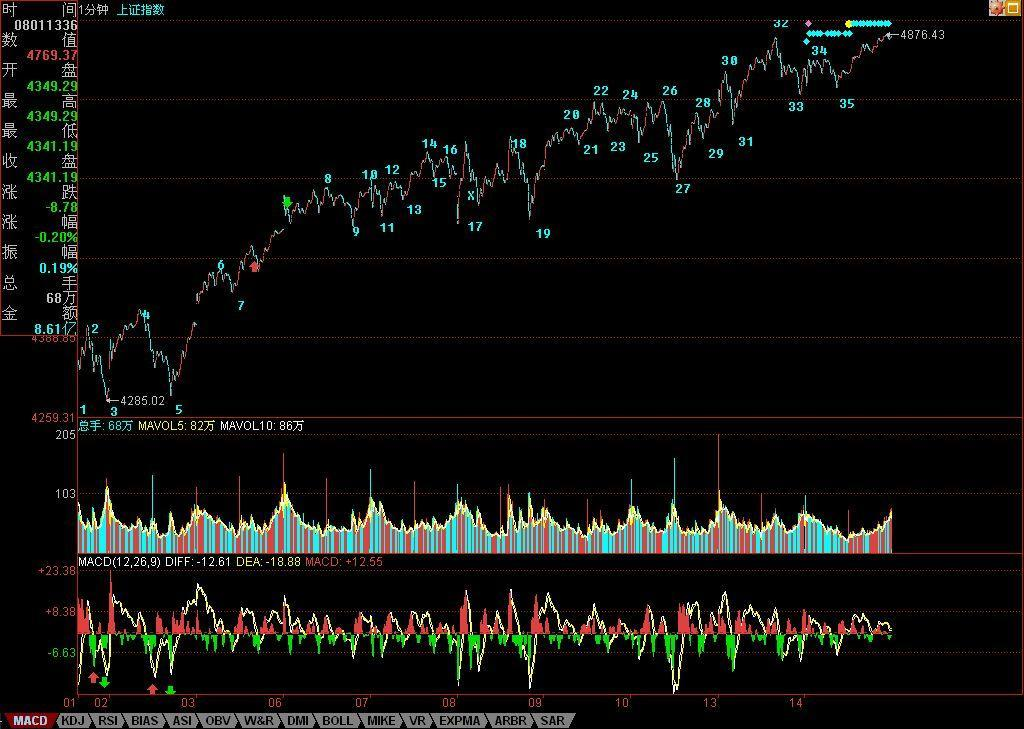 时 间 1分钟 上证指数
08011336
数 值
4769.37
开 盘
4349.29
最 高
4349.29
最 低
4341.19
收 盘
4341.19
涨 跌
-8.78
涨 幅
-0.20%
振 幅
0.19%
总 手
68万
金 额
8.61亿
4388.85
4259.31
4876.43
4285.02
1 2 3 4 5 6 7 8 9 10 11 12 13 14 15 16 X 17 18 19 20 21 22 23 24 25 26 27 28 29 30 31 32 33 34 35
总手: 68万 MAVOL5: 82万 MAVOL10: 86万
205
103
MACD(12,26,9) DIFF: -12.61 DEA: -18.88 MACD: +12.55
+23.38
+8.38
-6.63
01 02 03 06 07 08 09 10 13 14
MACD KDJ RSI BIAS ASI OBV W&R DMI BOLL MIKE VR EXPMA ARBR SAR